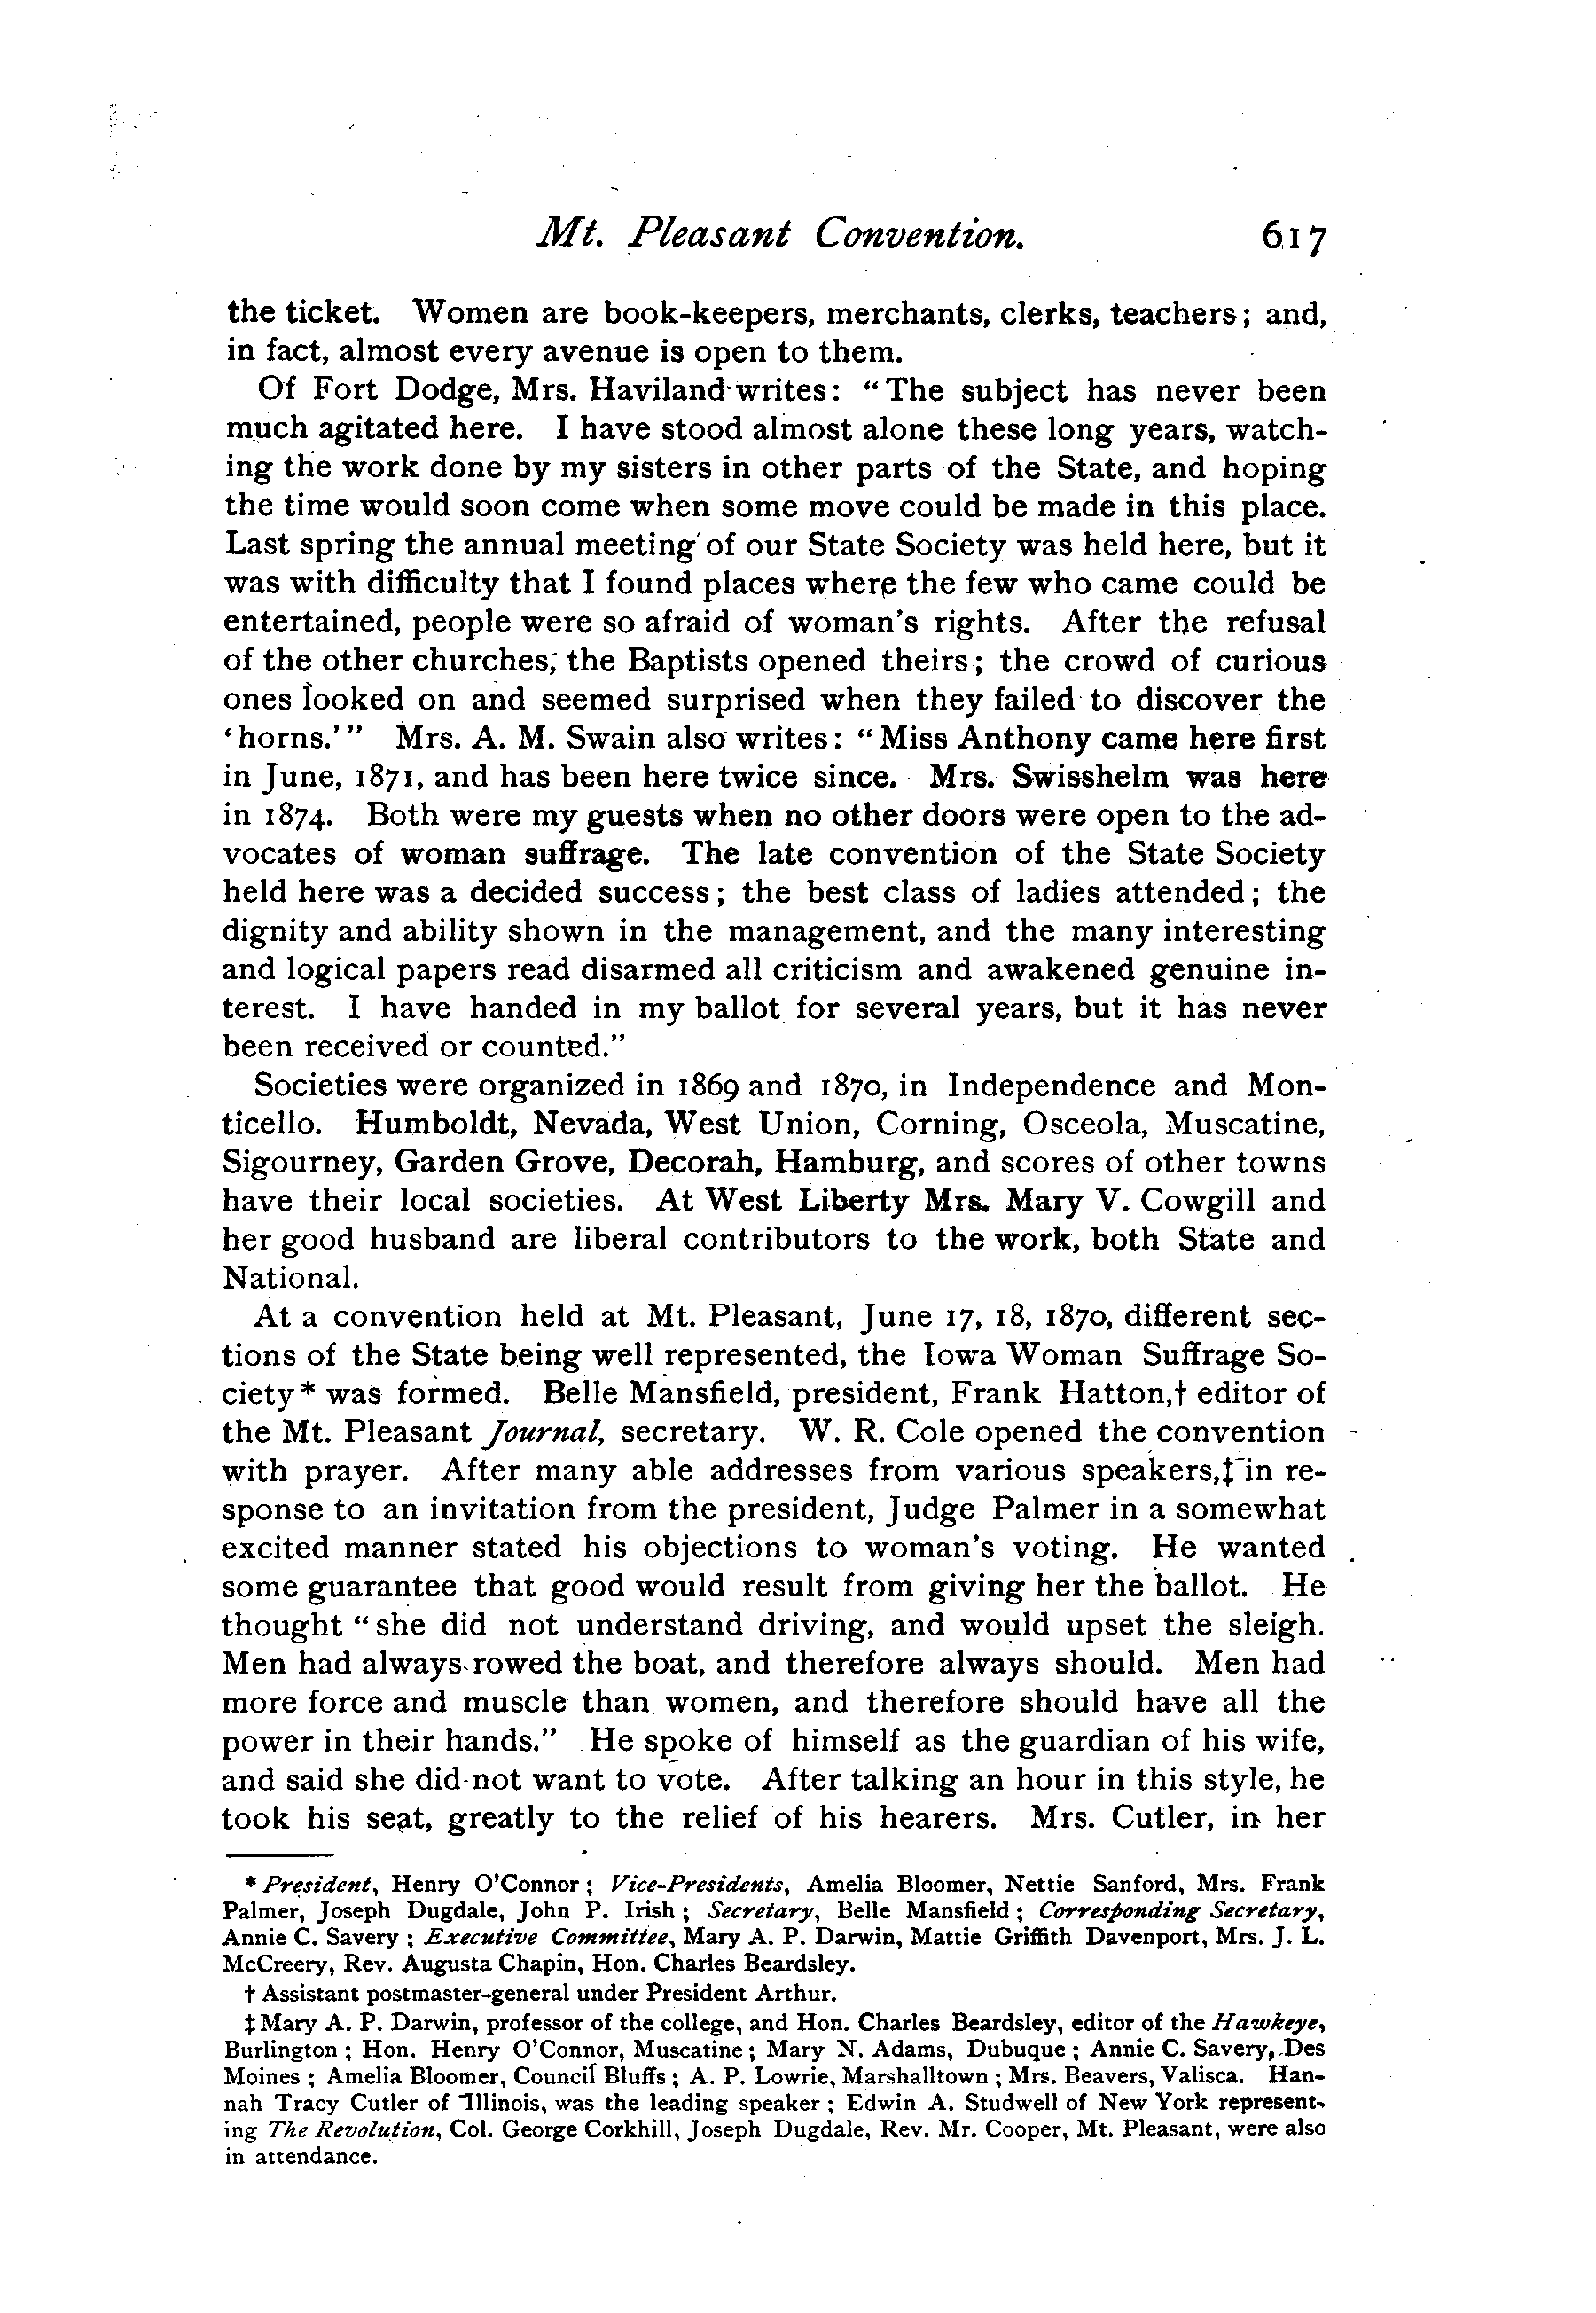 Mt. Pleasant Convention. 617
the ticket. Women are book-keepers, merchants, clerks, teachers; and,
in fact, almost every avenue is open to them.
Of Fort Dodge, Mrs. Haviland writes: "The subject has never been
much agitated here. I have stood almost alone these long years, watch-
ing the work done by my sisters in other parts of the State, and hoping
the time would soon come when some move could be made in this place.
Last spring the annual meeting of our State Society was held here, but it
was with difficulty that I found places where the few who came could be
entertained, people were so afraid of woman's rights. After the refusal
of the other churches, the Baptists opened theirs; the crowd of curious
ones looked on and seemed surprised when they failed to discover the
'horns.'" Mrs. A. M. Swain also writes: "Miss Anthony came here first
in June, 1871, and has been here twice since. Mrs. Swisshelm was here
in 1874. Both were my guests when no other doors were open to the ad-
vocates of woman suffrage. The late convention of the State Society
held here was a decided success; the best class of ladies attended; the
dignity and ability shown in the management, and the many interesting
and logical papers read disarmed all criticism and awakened genuine in-
terest. I have handed in my ballot for several years, but it has never
been received or counted."
Societies were organized in 1869 and 1870, in Independence and Mon-
ticello. Humboldt, Nevada, West Union, Corning, Osceola, Muscatine,
Sigourney, Garden Grove, Decorah, Hamburg, and scores of other towns
have their local societies. At West Liberty Mrs. Mary V. Cowgill and
her good husband are liberal contributors to the work, both State and
National.
At a convention held at Mt. Pleasant, June 17, 18, 1870, different sec-
tions of the State being well represented, the Iowa Woman Suffrage So-
ciety* was formed. Belle Mansfield, president, Frank Hatton,† editor of
the Mt. Pleasant Journal, secretary. W. R. Cole opened the convention
with prayer. After many able addresses from various speakers,‡ in re-
sponse to an invitation from the president, Judge Palmer in a somewhat
excited manner stated his objections to woman's voting. He wanted
some guarantee that good would result from giving her the ballot. He
thought "she did not understand driving, and would upset the sleigh.
Men had always rowed the boat, and therefore always should. Men had
more force and muscle than women, and therefore should have all the
power in their hands." He spoke of himself as the guardian of his wife,
and said she did not want to vote. After talking an hour in this style, he
took his seat, greatly to the relief of his hearers. Mrs. Cutler, in her
* President, Henry O'Connor; Vice-Presidents, Amelia Bloomer, Nettie Sanford, Mrs. Frank
Palmer, Joseph Dugdale, John P. Irish; Secretary, Belle Mansfield; Corresponding Secretary,
Annie C. Savery; Executive Committee, Mary A. P. Darwin, Mattie Griffith Davenport, Mrs. J. L.
McCreery, Rev. Augusta Chapin, Hon. Charles Beardsley.
† Assistant postmaster-general under President Arthur.
‡ Mary A. P. Darwin, professor of the college, and Hon. Charles Beardsley, editor of the Hawkeye,
Burlington; Hon. Henry O'Connor, Muscatine; Mary N. Adams, Dubuque; Annie C. Savery, Des
Moines; Amelia Bloomer, Council Bluffs; A. P. Lowrie, Marshalltown; Mrs. Beavers, Valisca. Han-
nah Tracy Cutler of Illinois, was the leading speaker; Edwin A. Studwell of New York represent-
ing The Revolution, Col. George Corkhill, Joseph Dugdale, Rev. Mr. Cooper, Mt. Pleasant, were also
in attendance.